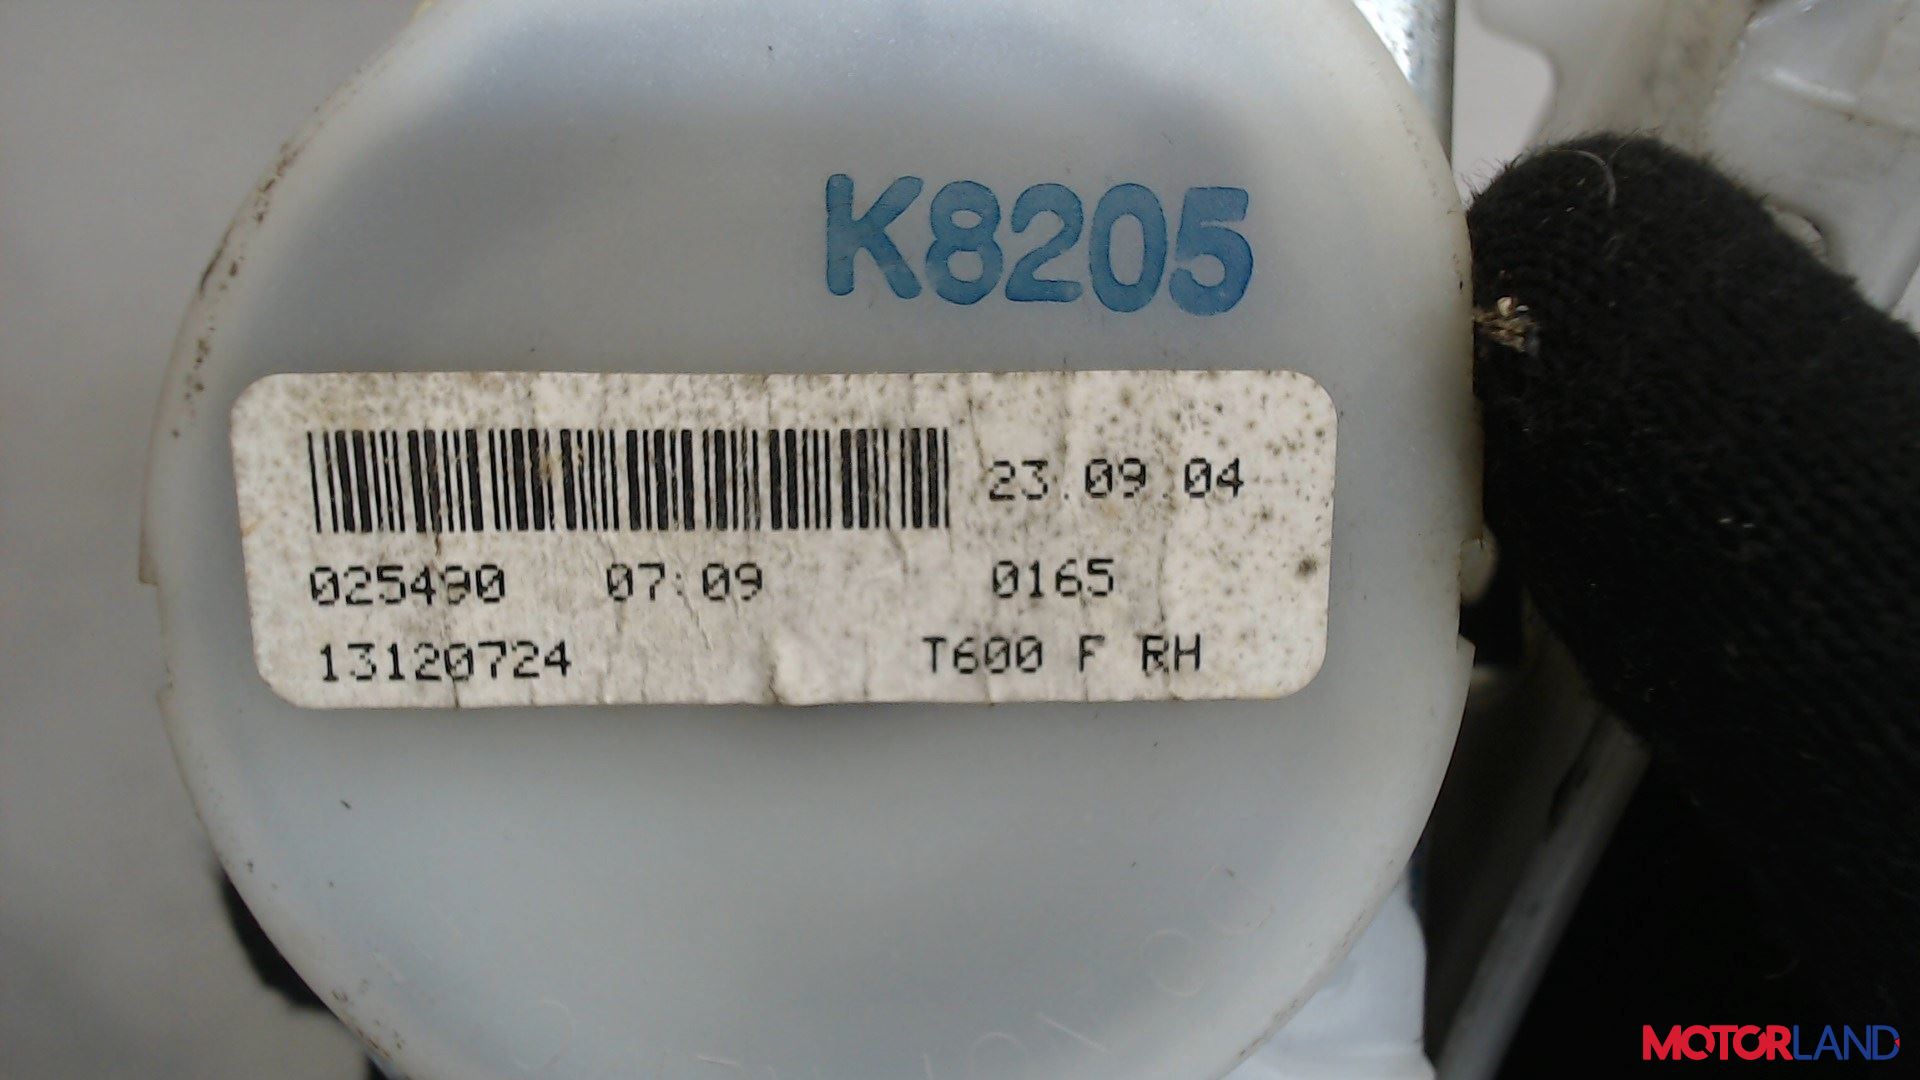 K8205
23.09.04
025490 07:09 0165
13120724 T600 F RH
MOTORLAND